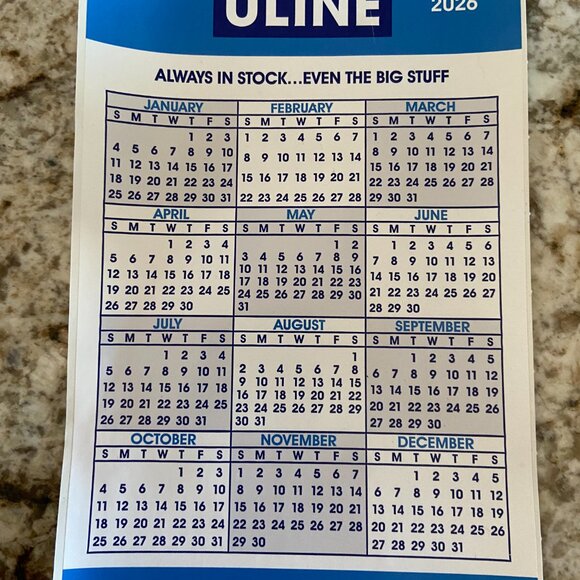 ULINE
2026
ALWAYS IN STOCK...EVEN THE BIG STUFF
JANUARY FEBRUARY MARCH
S M T W T F S S M T W T F S S M T W T F S
1 2 3 1 2 3 4 5 6 7 1 2 3 4 5 6 7
4 5 6 7 8 9 10 8 9 10 11 12 13 14 8 9 10 11 12 13 14
11 12 13 14 15 16 17 15 16 17 18 19 20 21 15 16 17 18 19 20 21
18 19 20 21 22 23 24 22 23 24 25 26 27 28 22 23 24 25 26 27 28
25 26 27 28 29 30 31 29 30 31
APRIL MAY JUNE
S M T W T F S S M T W T F S S M T W T F S
1 2 3 4 1 2 1 2 3 4 5 6
5 6 7 8 9 10 11 3 4 5 6 7 8 9 7 8 9 10 11 12 13
12 13 14 15 16 17 18 10 11 12 13 14 15 16 14 15 16 17 18 19 20
19 20 21 22 23 24 25 17 18 19 20 21 22 23 21 22 23 24 25 26 27
26 27 28 29 30 24 25 26 27 28 29 30 28 29 30
31
JULY AUGUST SEPTEMBER
S M T W T F S S M T W T F S S M T W T F S
1 2 3 4 1 1 2 3 4 5
5 6 7 8 9 10 11 2 3 4 5 6 7 8 6 7 8 9 10 11 12
12 13 14 15 16 17 18 9 10 11 12 13 14 15 13 14 15 16 17 18 19
19 20 21 22 23 24 25 16 17 18 19 20 21 22 20 21 22 23 24 25 26
26 27 28 29 30 31 23 24 25 26 27 28 29 27 28 29 30
30 31
OCTOBER NOVEMBER DECEMBER
S M T W T F S S M T W T F S S M T W T F S
1 2 3 1 2 3 4 5 6 7 1 2 3 4 5
4 5 6 7 8 9 10 8 9 10 11 12 13 14 6 7 8 9 10 11 12
11 12 13 14 15 16 17 15 16 17 18 19 20 21 13 14 15 16 17 18 19
18 19 20 21 22 23 24 22 23 24 25 26 27 28 20 21 22 23 24 25 26
25 26 27 28 29 30 31 29 30 27 28 29 30 31